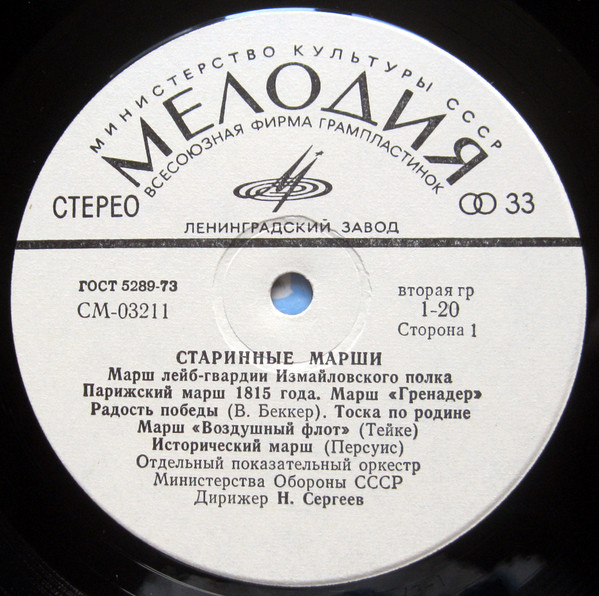 МИНИСТЕРСТВО КУЛЬТУРЫ СССР
МЕЛОДИЯ
ВСЕСОЮЗНАЯ ФИРМА ГРАМПЛАСТИНОК
СТЕРЕО
33
ЛЕНИНГРАДСКИЙ ЗАВОД
ГОСТ 5289-73
СМ-03211
вторая гр
1-20
Сторона 1
СТАРИННЫЕ МАРШИ
Марш лейб-гвардии Измайловского полка
Парижский марш 1815 года. Марш «Гренадер»
Радость победы (В. Беккер). Тоска по родине
Марш «Воздушный флот» (Тейке)
Исторический марш (Персуис)
Отдельный показательный оркестр
Министерства Обороны СССР
Дирижер Н. Сергеев